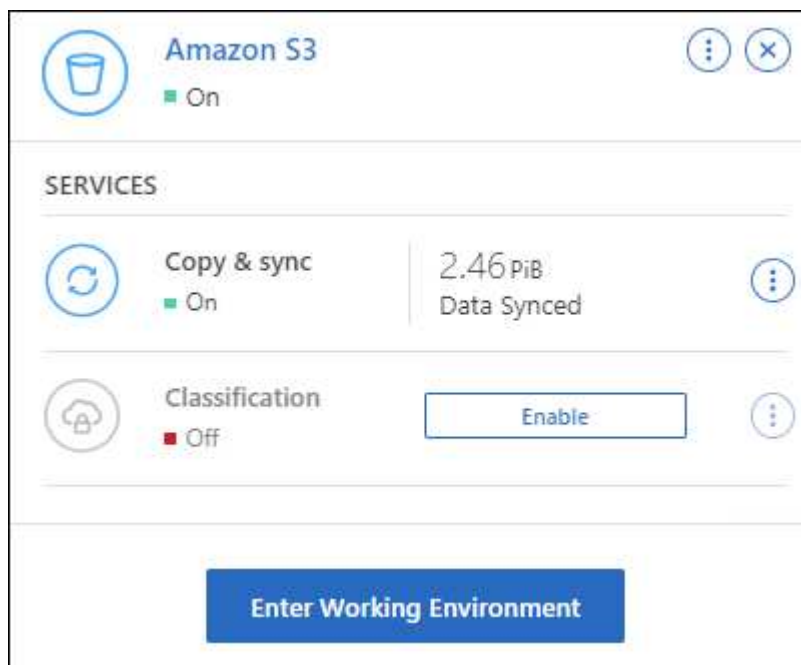 Amazon S3
On
SERVICES
Copy & sync
On
2.46 PiB
Data Synced
Classification
Off
Enable
Enter Working Environment